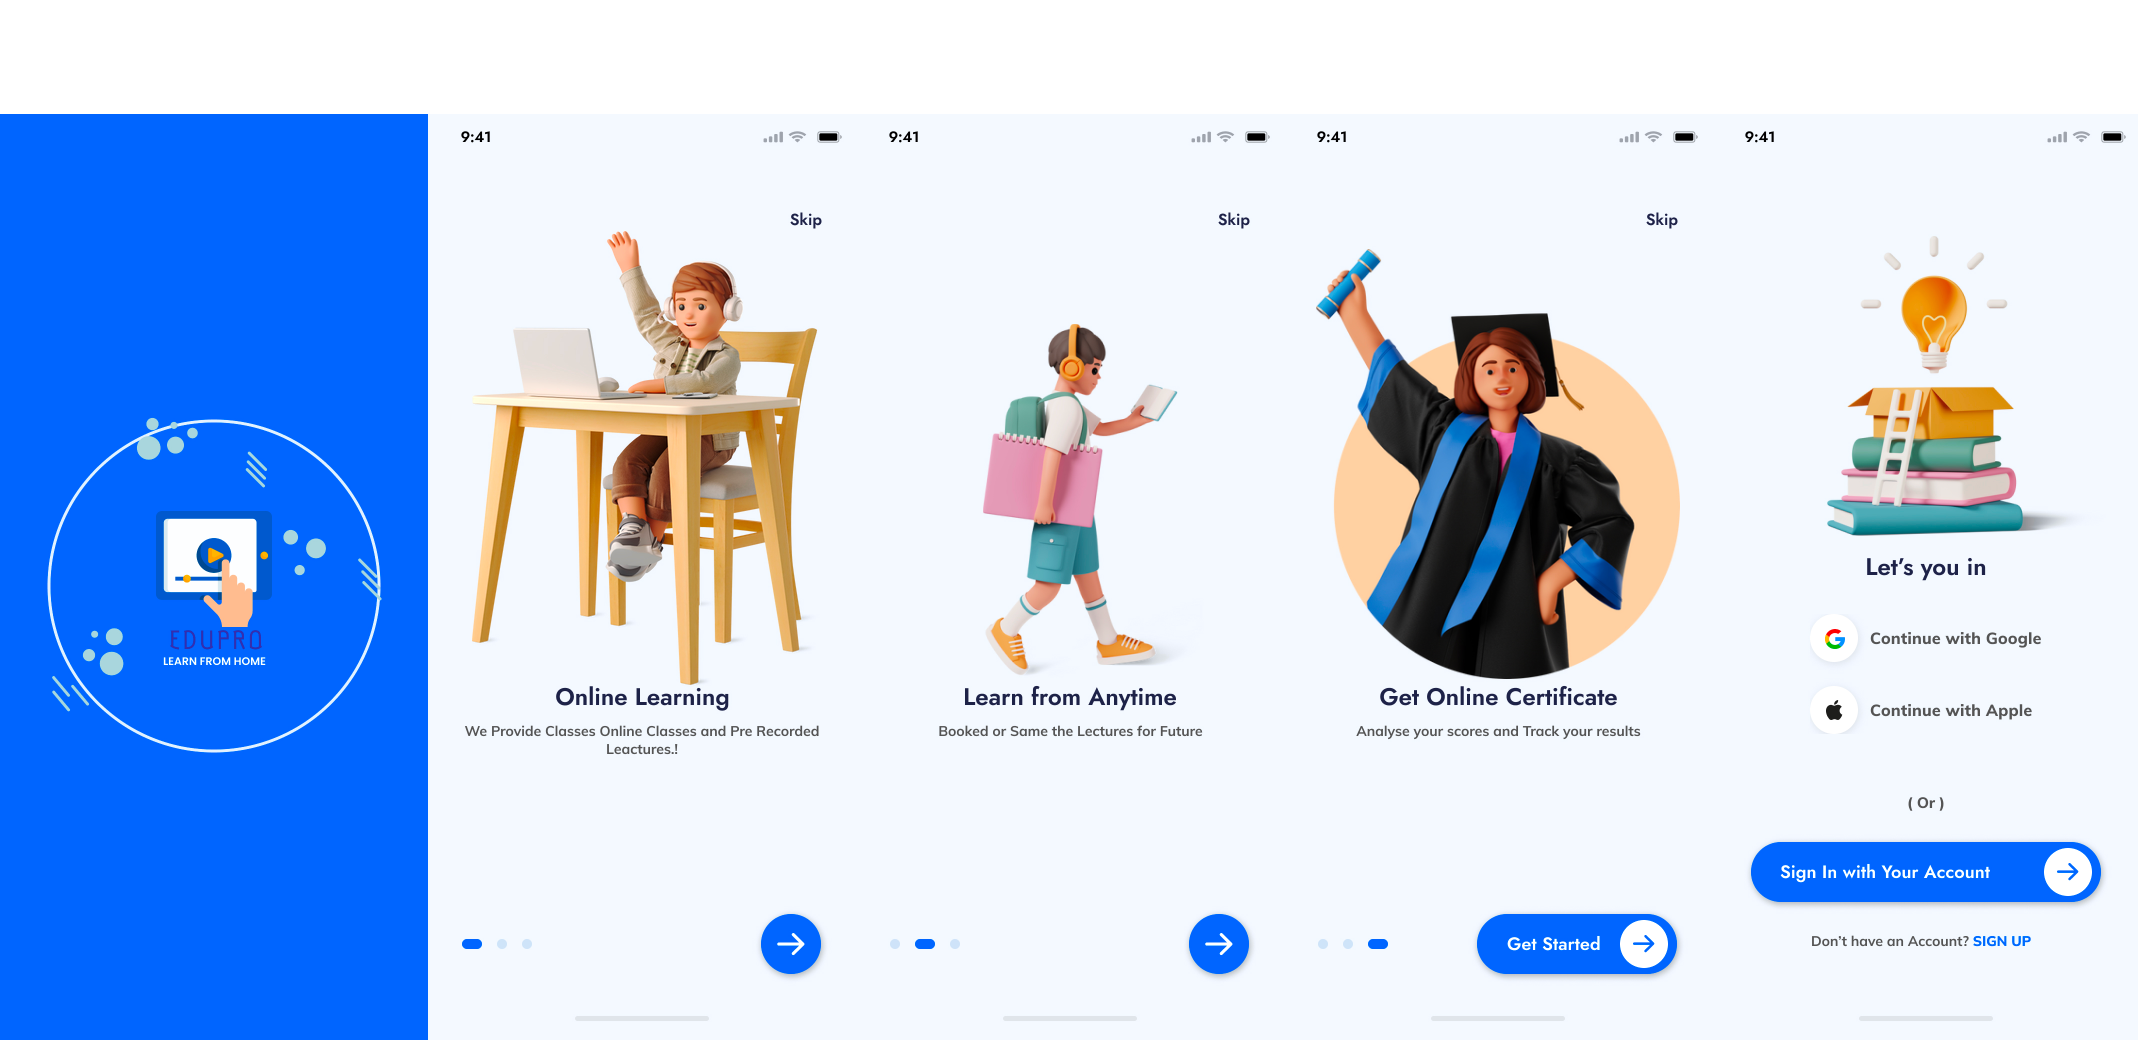 EDUPRO
LEARN FROM HOME
9:41
Skip
Online Learning
We Provide Classes Online Classes and Pre Recorded
Leactures.!
9:41
Skip
Learn from Anytime
Booked or Same the Lectures for Future
9:41
Skip
Get Online Certificate
Analyse your scores and Track your results
Get Started
9:41
Let's you in
Continue with Google
Continue with Apple
( Or )
Sign In with Your Account
Don't have an Account? SIGN UP